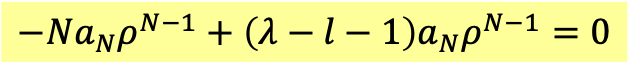 −Na_Nρ^{N−1} + (λ − l − 1)a_Nρ^{N−1} = 0